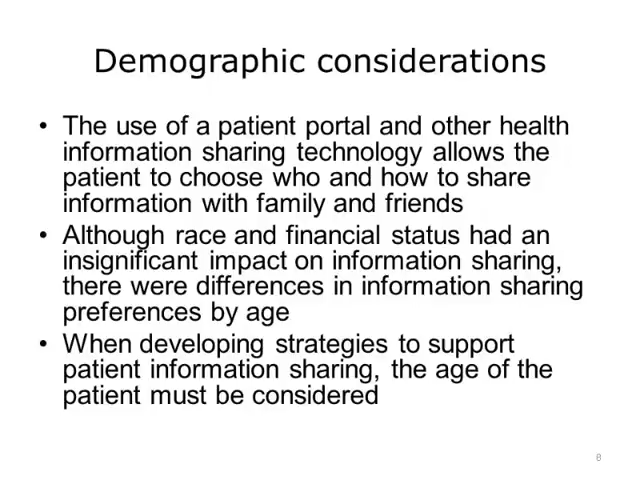 Demographic considerations
• The use of a patient portal and other health
information sharing technology allows the
patient to choose who and how to share
information with family and friends
• Although race and financial status had an
insignificant impact on information sharing,
there were differences in information sharing
preferences by age
• When developing strategies to support
patient information sharing, the age of the
patient must be considered
8